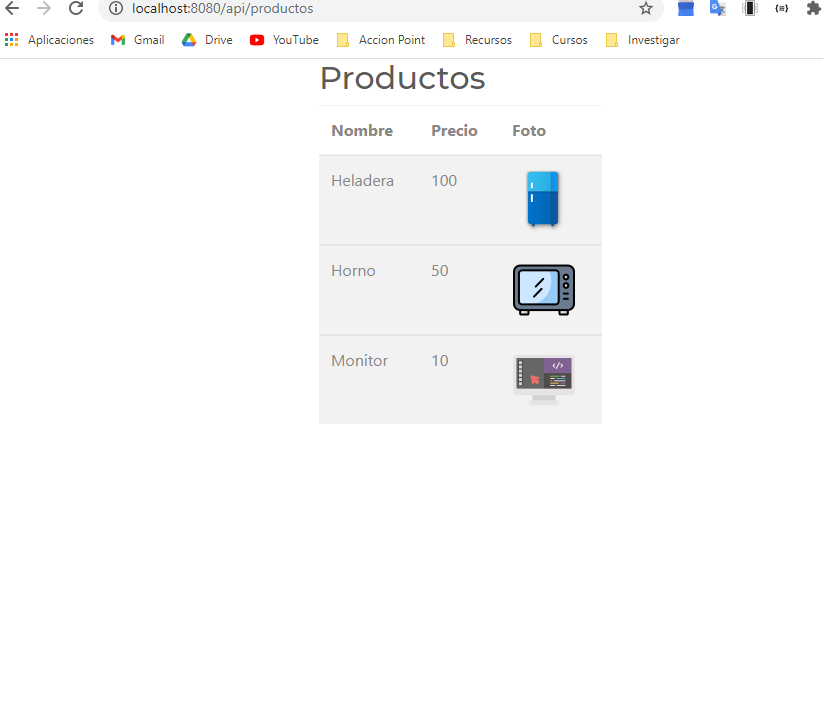 localhost:8080/api/productos
Aplicaciones Gmail Drive YouTube Accion Point Recursos Cursos Investigar
Productos
Nombre Precio Foto
Heladera 100
Horno 50
Monitor 10
</>